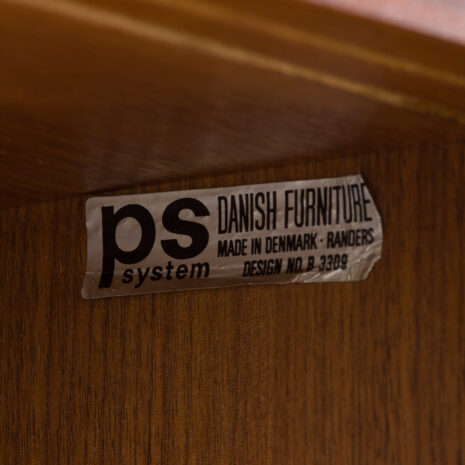 ps
system
DANISH FURNITURE
MADE IN DENMARK · RANDERS
DESIGN NO. B 3309